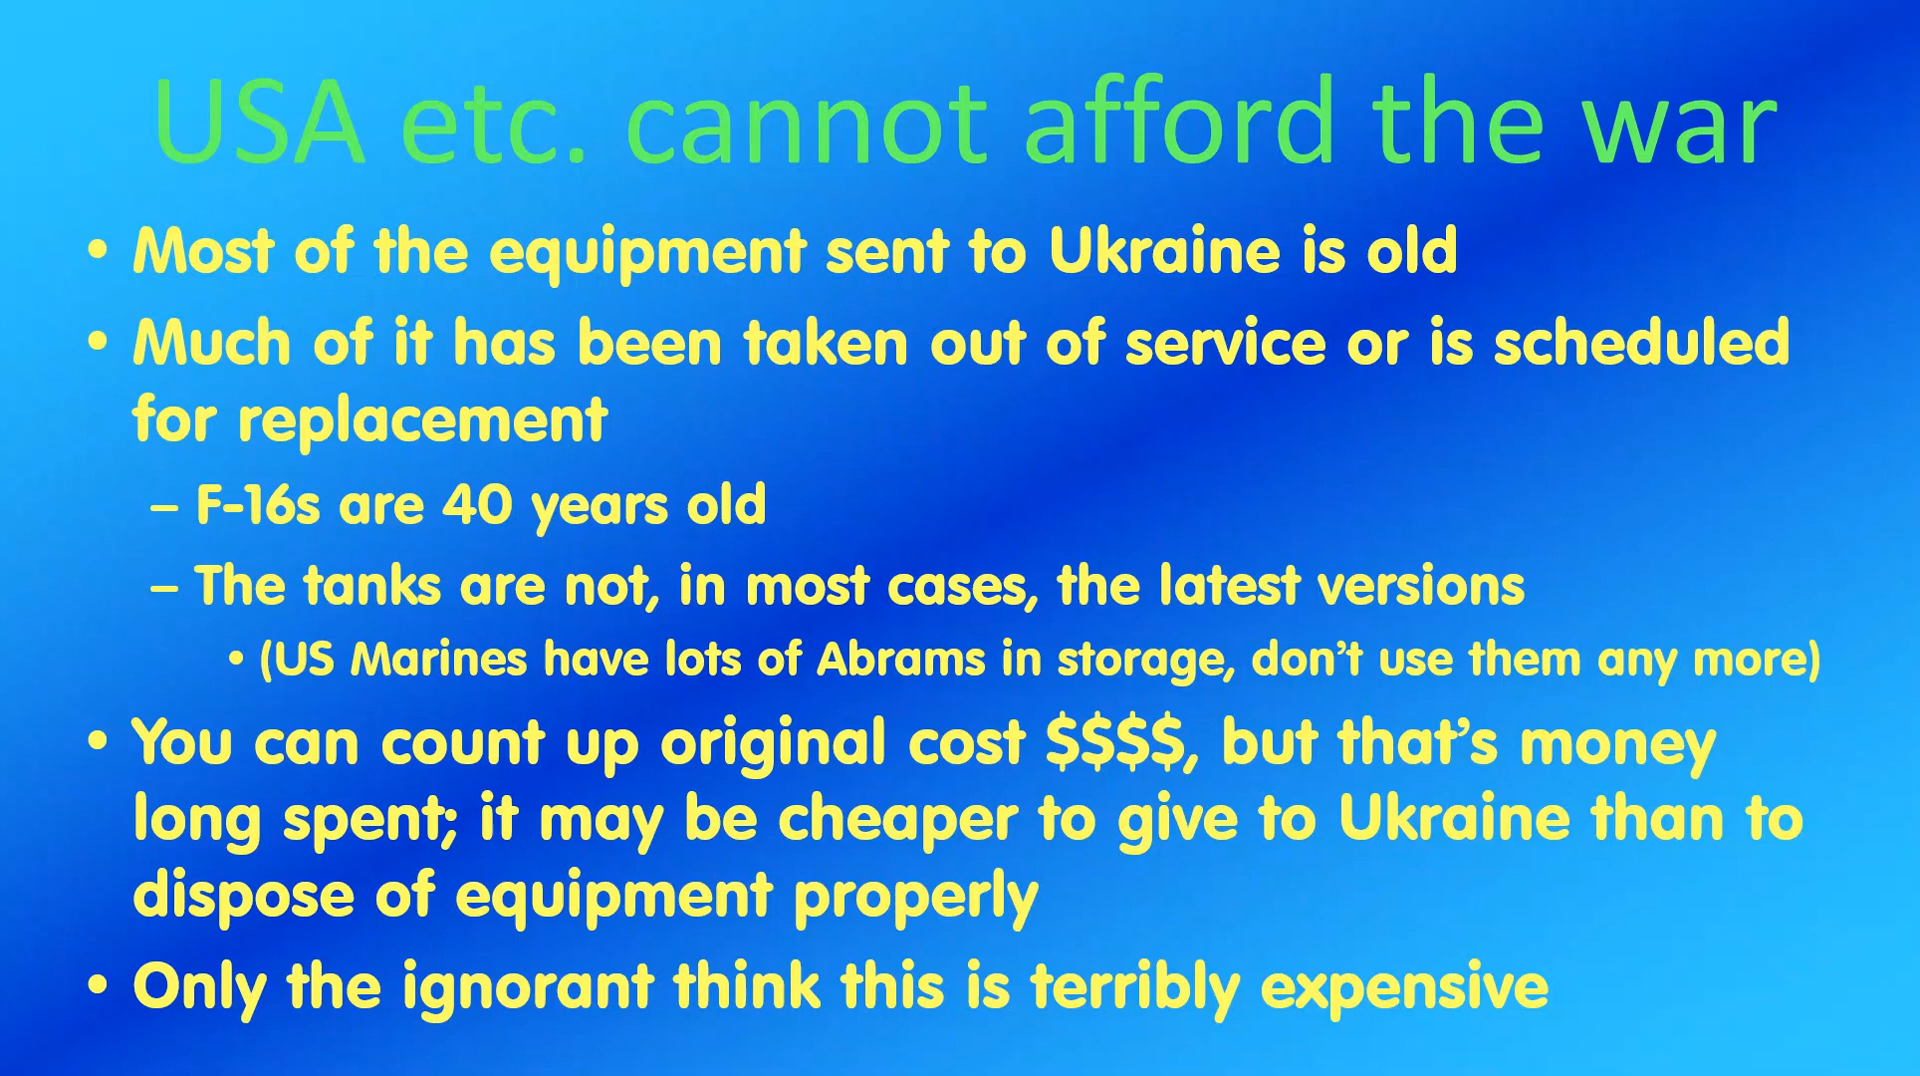 USA etc. cannot afford the war
• Most of the equipment sent to Ukraine is old
• Much of it has been taken out of service or is scheduled
for replacement
– F-16s are 40 years old
– The tanks are not, in most cases, the latest versions
• (US Marines have lots of Abrams in storage, don't use them any more)
• You can count up original cost $$$$, but that's money
long spent; it may be cheaper to give to Ukraine than to
dispose of equipment properly
• Only the ignorant think this is terribly expensive